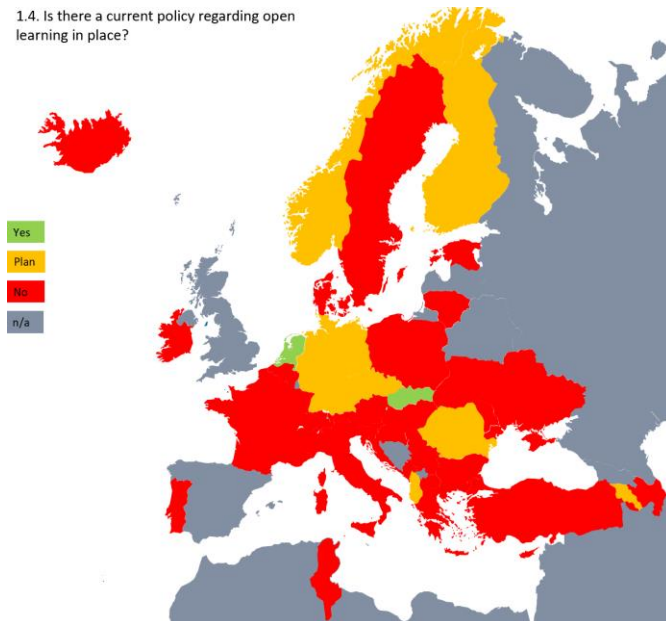 1.4. Is there a current policy regarding open
learning in place?
Yes
Plan
No
n/a